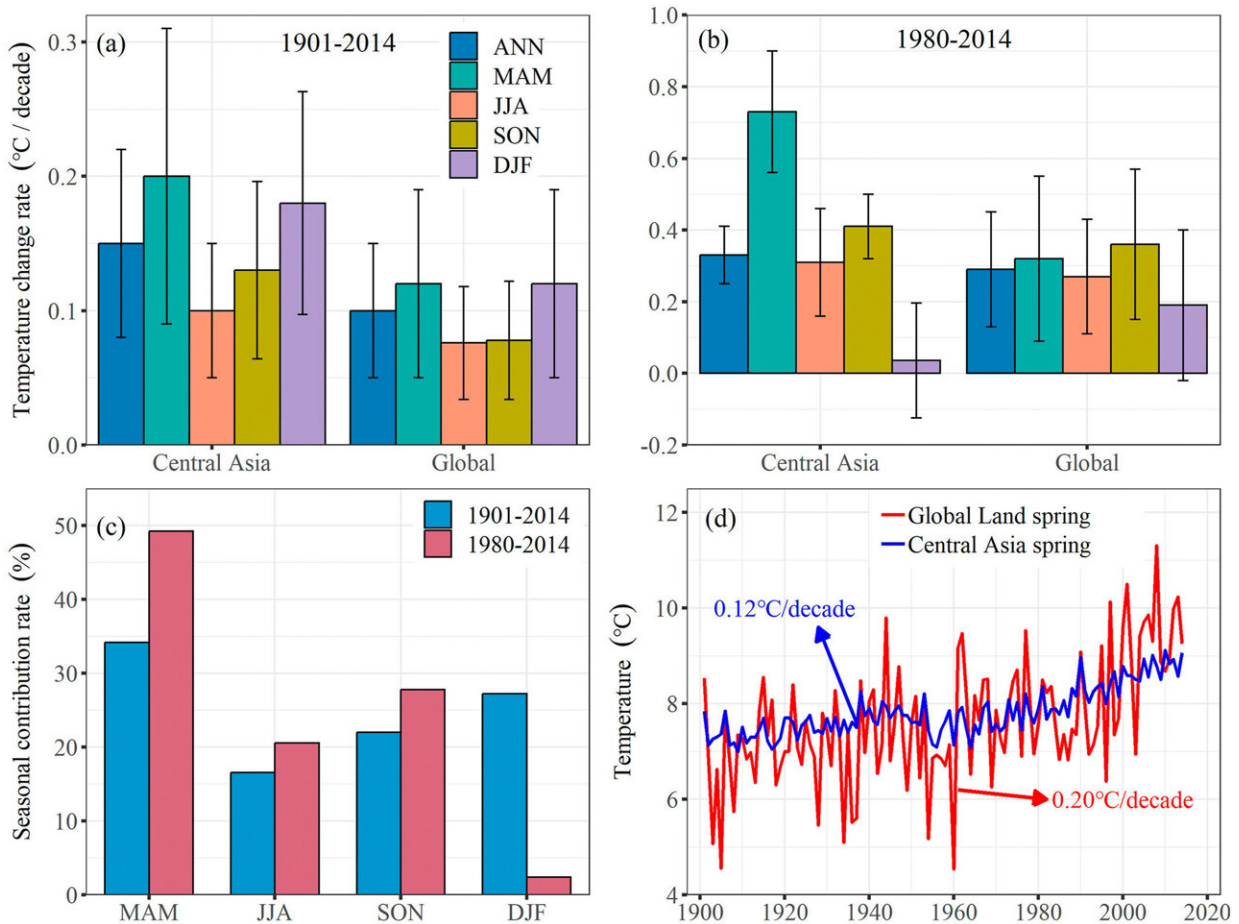 (a)
1901-2014
ANN
MAM
JJA
SON
DJF
Temperature change rate (°C / decade)
0.3
0.2
0.1
0.0
Central Asia
Global
(b)
1980-2014
1.0
0.8
0.6
0.4
0.2
0.0
-0.2
Central Asia
Global
(c)
1901-2014
1980-2014
Seasonal contribution rate (%)
50
40
30
20
10
0
MAM
JJA
SON
DJF
(d)
Global Land spring
Central Asia spring
0.12°C/decade
0.20°C/decade
Temperature (°C)
12
10
8
6
4
1900
1920
1940
1960
1980
2000
2020